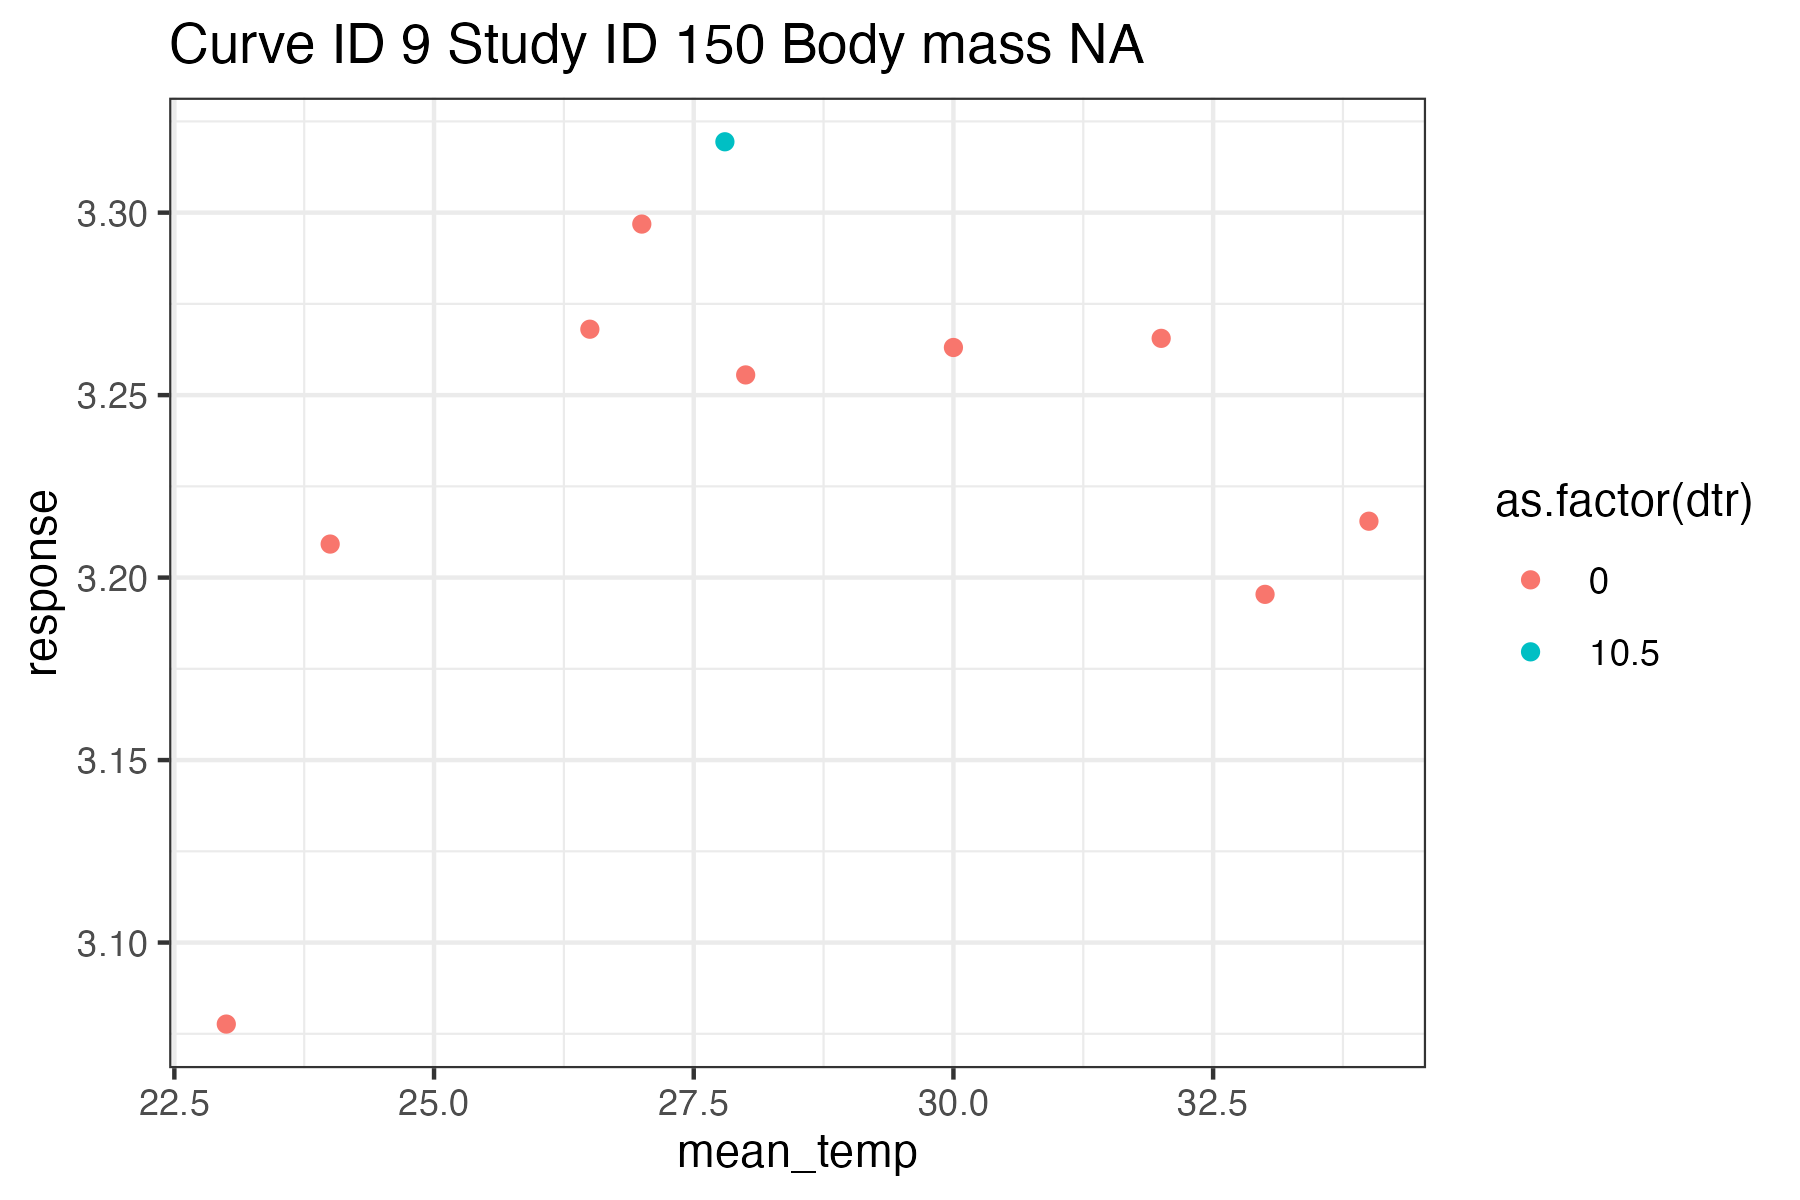 Curve ID 9 Study ID 150 Body mass NA
response
3.30
3.25
3.20
3.15
3.10
22.5 25.0 27.5 30.0 32.5
mean_temp
as.factor(dtr)
0
10.5